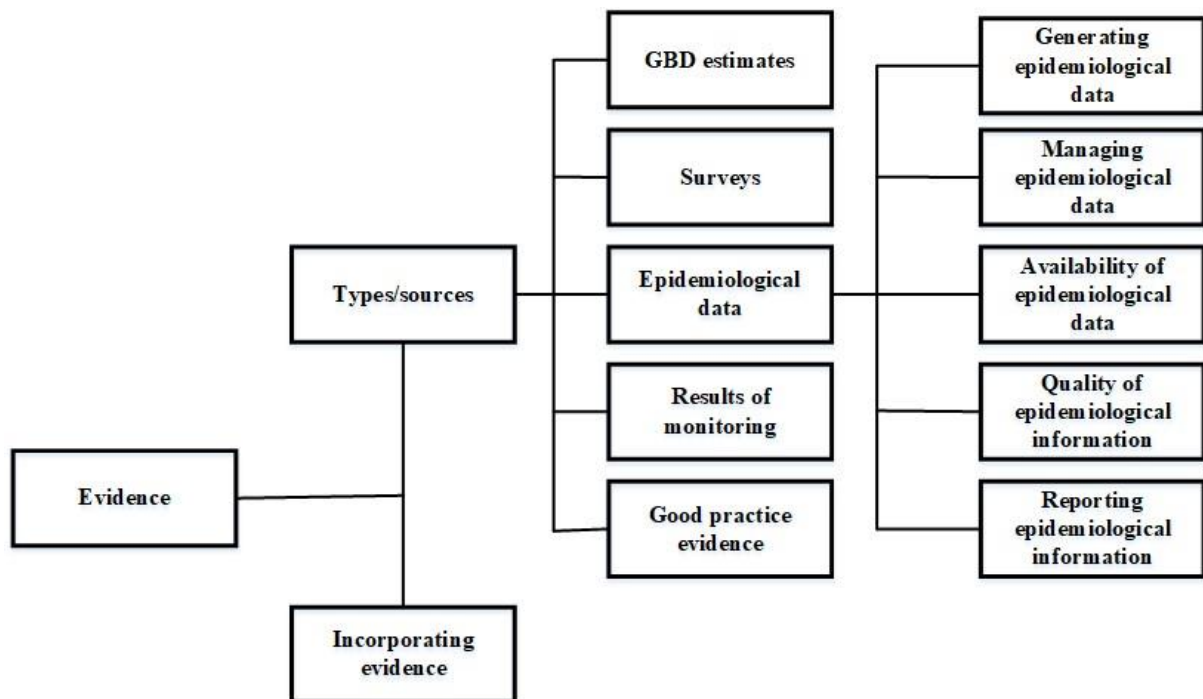 GBD estimates
Surveys
Epidemiological
data
Results of
monitoring
Good practice
evidence
Generating
epidemiological
data
Managing
epidemiological
data
Availability of
epidemiological
data
Quality of
epidemiological
information
Reporting
epidemiological
information
Types/sources
Evidence
Incorporating
evidence